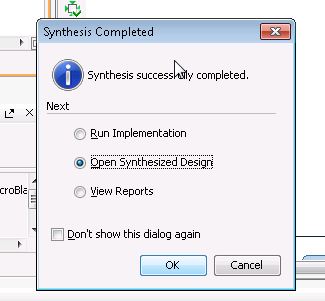 Synthesis Completed
Synthesis successfully completed.
Next
Run Implementation
Open Synthesized Design
View Reports
Don't show this dialog again
OK
Cancel